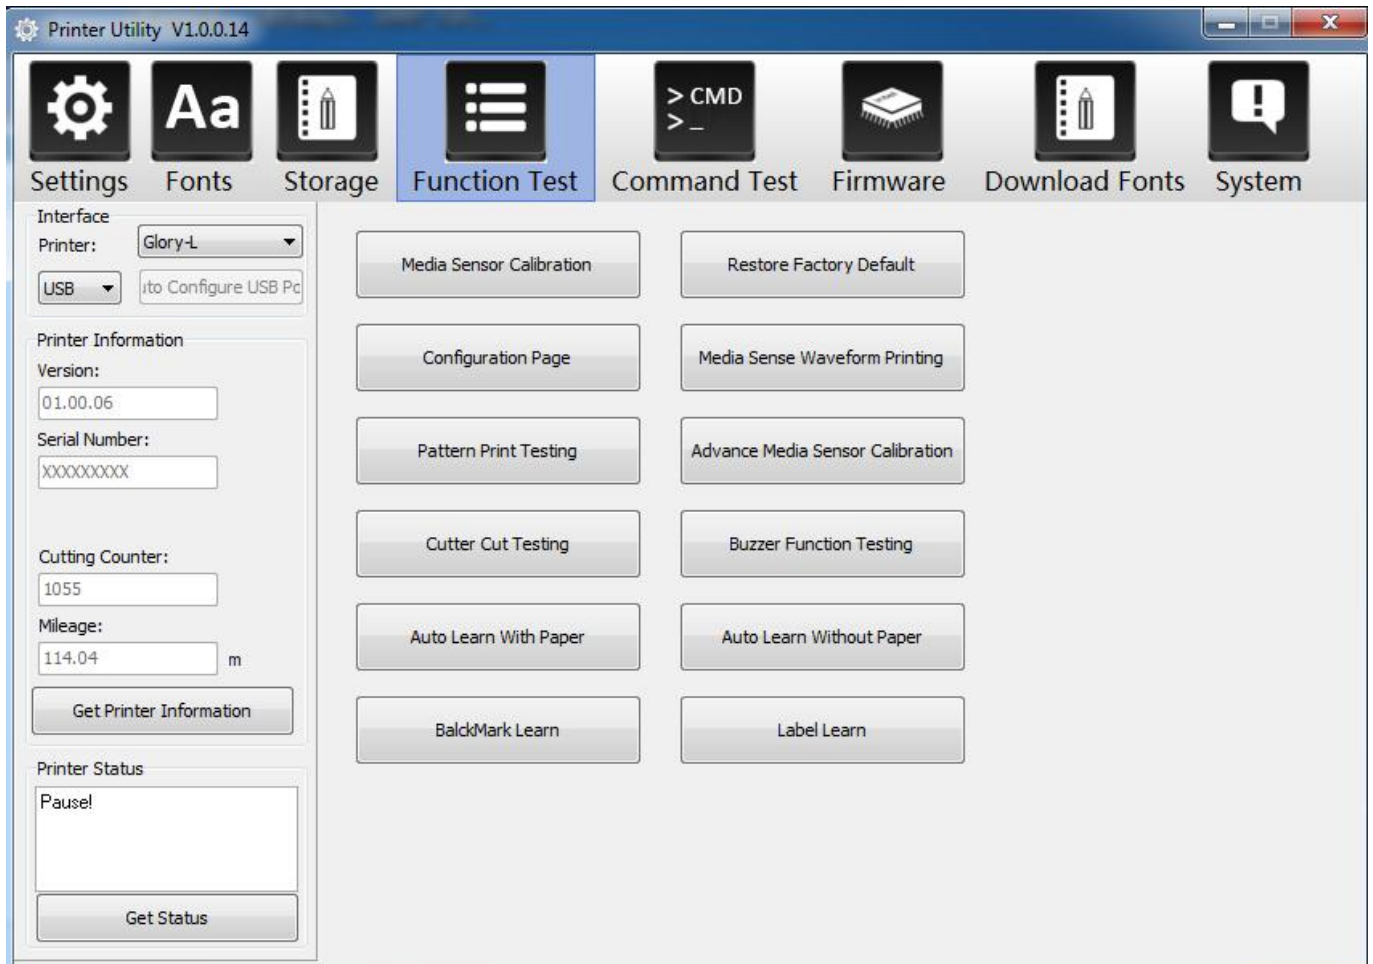 Printer Utility V1.0.0.14
Aa
> CMD
>_
Settings Fonts Storage Function Test Command Test Firmware Download Fonts System
Interface
Printer: Glory-L
USB to Configure USB Po
Printer Information
Version:
01.00.06
Serial Number:
XXXXXXXXX
Cutting Counter:
1055
Mileage:
114.04 m
Get Printer Information
Printer Status
Pause!
Get Status
Media Sensor Calibration Restore Factory Default
Configuration Page Media Sense Waveform Printing
Pattern Print Testing Advance Media Sensor Calibration
Cutter Cut Testing Buzzer Function Testing
Auto Learn With Paper Auto Learn Without Paper
BalckMark Learn Label Learn